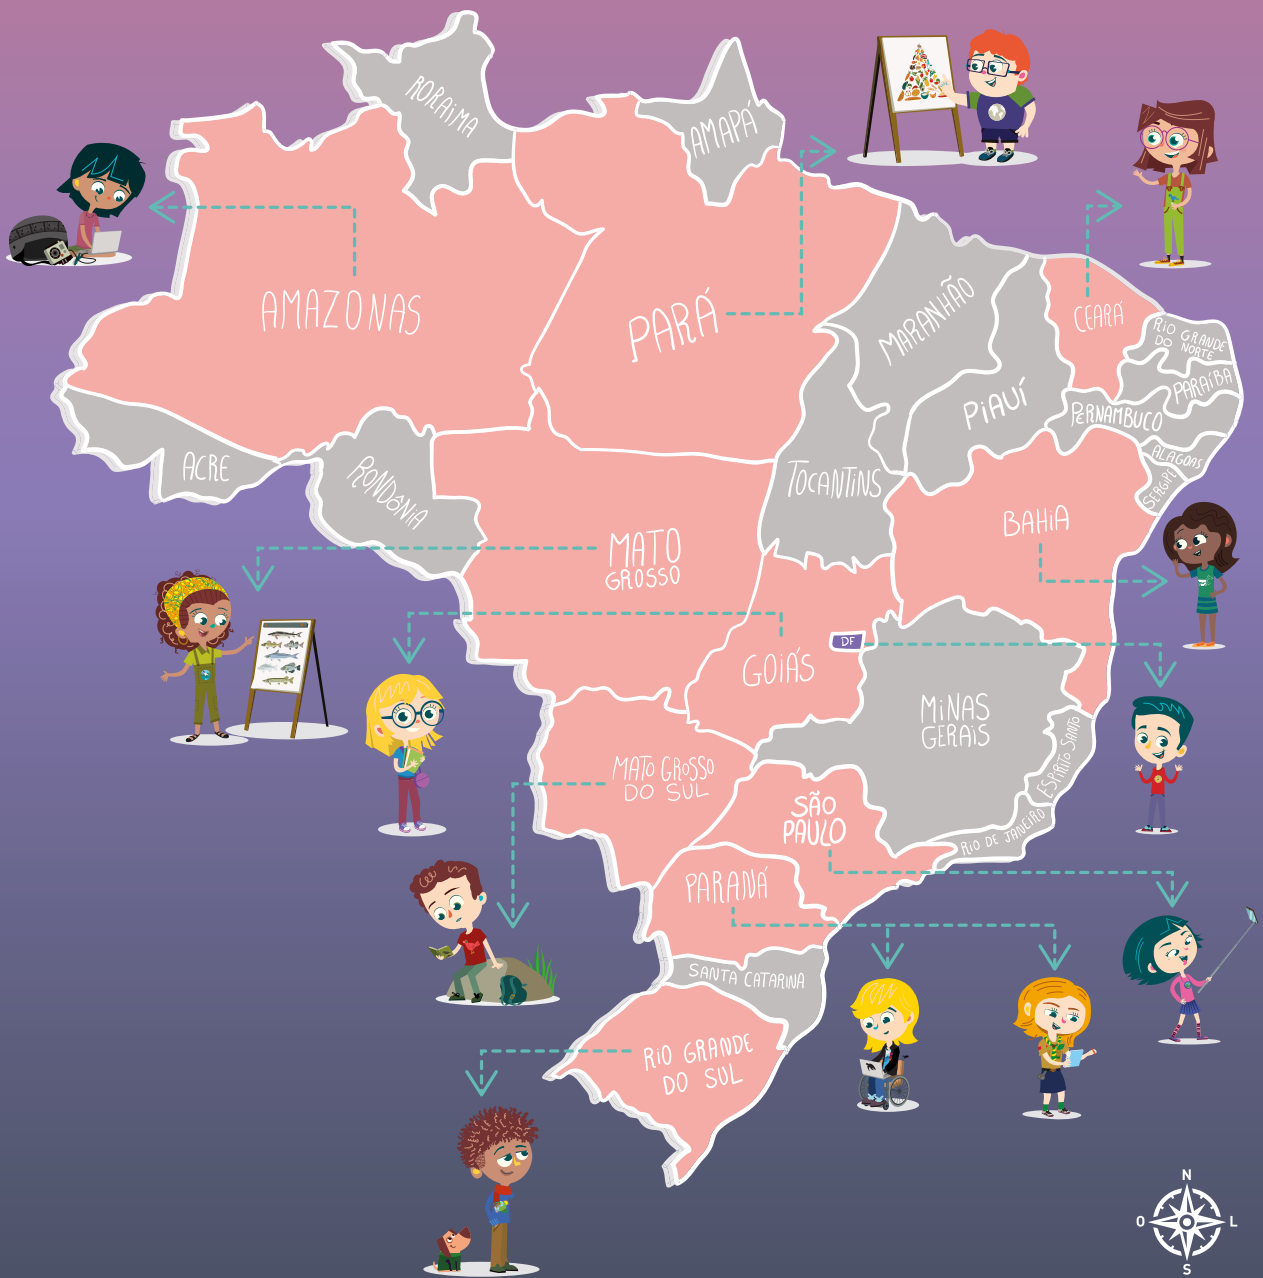 RORAIMA
AMAPÁ
AMAZONAS
PARÁ
MARANHÃO
CEARÁ
RIO GRANDE
DO NORTE
PARAÍBA
PIAUÍ
PERNAMBUCO
ALAGOAS
SERGIPE
ACRE
RONDÔNIA
TOCANTINS
BAHIA
MATO
GROSSO
DF
GOIÁS
MINAS
GERAIS
ESPÍRITO SANTO
MATO GROSSO
DO SUL
SÃO
PAULO
RIO DE JANEIRO
PARANÁ
SANTA CATARINA
RIO GRANDE
DO SUL
N
O L
S